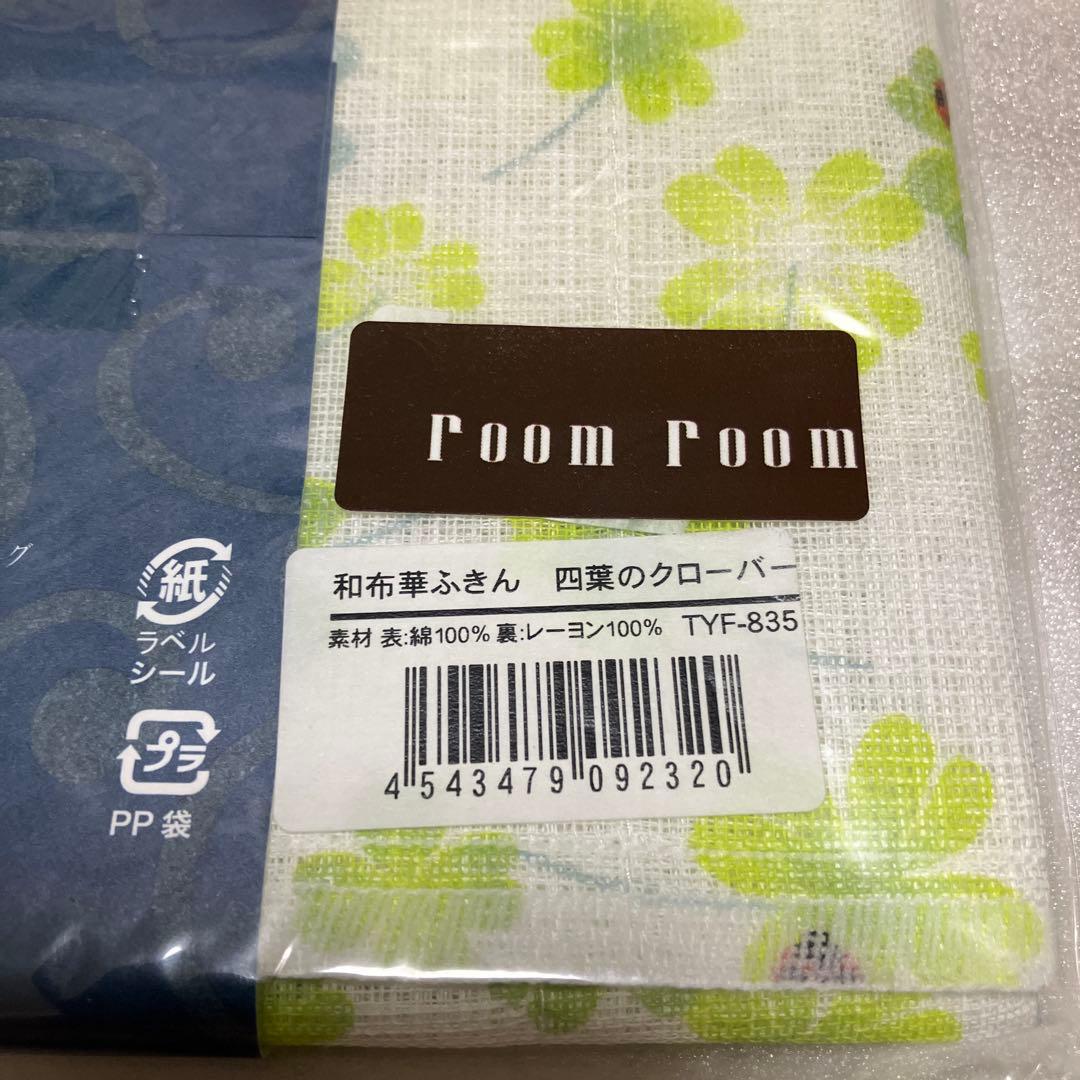 room room
和布華ふきん 四葉のクローバー
素材 表:綿100% 裏:レーヨン100% TYF-835
4 543479 092320
グ
紙
ラベル
シール
プラ
PP 袋